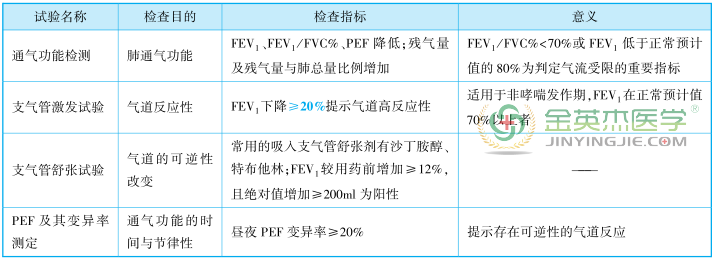 试验名称 检查目的 检查指标 意义
通气功能检测 肺通气功能 FEV₁、FEV₁/FVC%、PEF 降低;残气量及残气量与肺总量比例增加 FEV₁/FVC%<70%或 FEV₁ 低于正常预计值的 80%为判定气流受限的重要指标
支气管激发试验 气道反应性 FEV₁下降≥20%提示气道高反应性 适用于非哮喘发作期,FEV₁在正常预计值70%以上者
支气管舒张试验 气道的可逆性改变 常用的吸入支气管舒张剂有沙丁胺醇、特布他林;FEV₁较用药前增加≥12%,且绝对值增加≥200ml 为阳性 ——
PEF 及其变异率测定 通气功能的时间与节律性 昼夜 PEF 变异率≥20% 提示存在可逆性的气道反应
金英杰医学